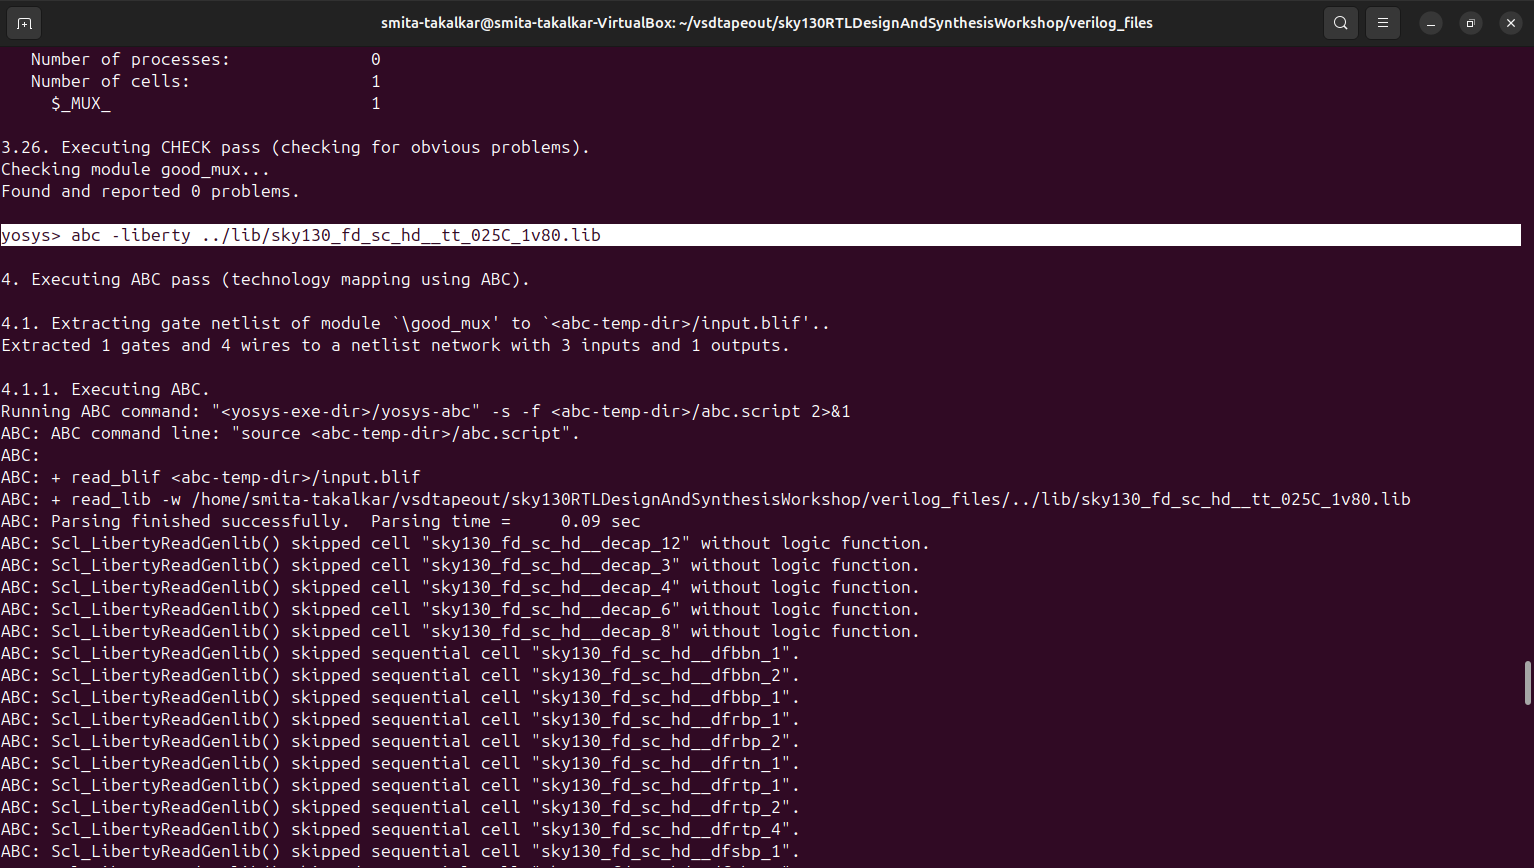 smita-takalkar@smita-takalkar-VirtualBox: ~/vsdtapeout/sky130RTLDesignAndSynthesisWorkshop/verilog_files
Number of processes: 0
Number of cells: 1
$_MUX_ 1
3.26. Executing CHECK pass (checking for obvious problems).
Checking module good_mux...
Found and reported 0 problems.
yosys> abc -liberty ../lib/sky130_fd_sc_hd__tt_025C_1v80.lib
4. Executing ABC pass (technology mapping using ABC).
4.1. Extracting gate netlist of module `\good_mux' to `<abc-temp-dir>/input.blif'..
Extracted 1 gates and 4 wires to a netlist network with 3 inputs and 1 outputs.
4.1.1. Executing ABC.
Running ABC command: "<yosys-exe-dir>/yosys-abc" -s -f <abc-temp-dir>/abc.script 2>&1
ABC: ABC command line: "source <abc-temp-dir>/abc.script".
ABC:
ABC: + read_blif <abc-temp-dir>/input.blif
ABC: + read_lib -w /home/smita-takalkar/vsdtapeout/sky130RTLDesignAndSynthesisWorkshop/verilog_files/../lib/sky130_fd_sc_hd__tt_025C_1v80.lib
ABC: Parsing finished successfully.  Parsing time =     0.09 sec
ABC: Scl_LibertyReadGenlib() skipped cell "sky130_fd_sc_hd__decap_12" without logic function.
ABC: Scl_LibertyReadGenlib() skipped cell "sky130_fd_sc_hd__decap_3" without logic function.
ABC: Scl_LibertyReadGenlib() skipped cell "sky130_fd_sc_hd__decap_4" without logic function.
ABC: Scl_LibertyReadGenlib() skipped cell "sky130_fd_sc_hd__decap_6" without logic function.
ABC: Scl_LibertyReadGenlib() skipped cell "sky130_fd_sc_hd__decap_8" without logic function.
ABC: Scl_LibertyReadGenlib() skipped sequential cell "sky130_fd_sc_hd__dfbbn_1".
ABC: Scl_LibertyReadGenlib() skipped sequential cell "sky130_fd_sc_hd__dfbbn_2".
ABC: Scl_LibertyReadGenlib() skipped sequential cell "sky130_fd_sc_hd__dfbbp_1".
ABC: Scl_LibertyReadGenlib() skipped sequential cell "sky130_fd_sc_hd__dfrbp_1".
ABC: Scl_LibertyReadGenlib() skipped sequential cell "sky130_fd_sc_hd__dfrbp_2".
ABC: Scl_LibertyReadGenlib() skipped sequential cell "sky130_fd_sc_hd__dfrtn_1".
ABC: Scl_LibertyReadGenlib() skipped sequential cell "sky130_fd_sc_hd__dfrtp_1".
ABC: Scl_LibertyReadGenlib() skipped sequential cell "sky130_fd_sc_hd__dfrtp_2".
ABC: Scl_LibertyReadGenlib() skipped sequential cell "sky130_fd_sc_hd__dfrtp_4".
ABC: Scl_LibertyReadGenlib() skipped sequential cell "sky130_fd_sc_hd__dfsbp_1".